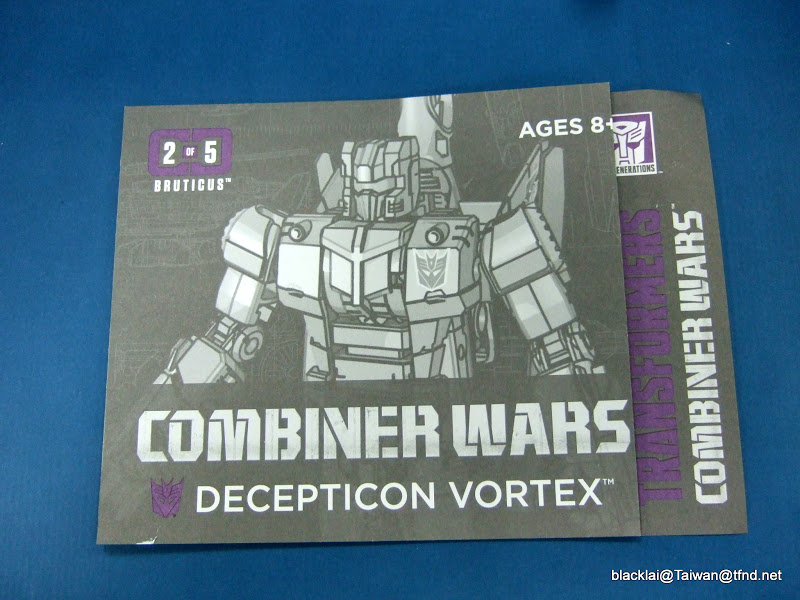 2 OF 5
BRUTICUS™
AGES 8+
GENERATIONS
TRANSFORMERS
COMBINER WARS™
COMBINER WARS
DECEPTICON VORTEX™
blacklai@Taiwan@tfnd.net